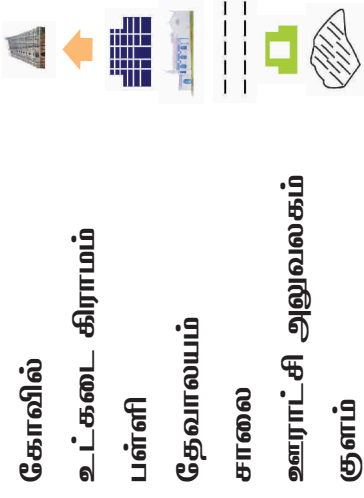 கோவில்
உட்கடை கிராமம்
பள்ளி
தேவாலயம்
சாலை
ஊராட்சி அலுவலகம்
குளம்